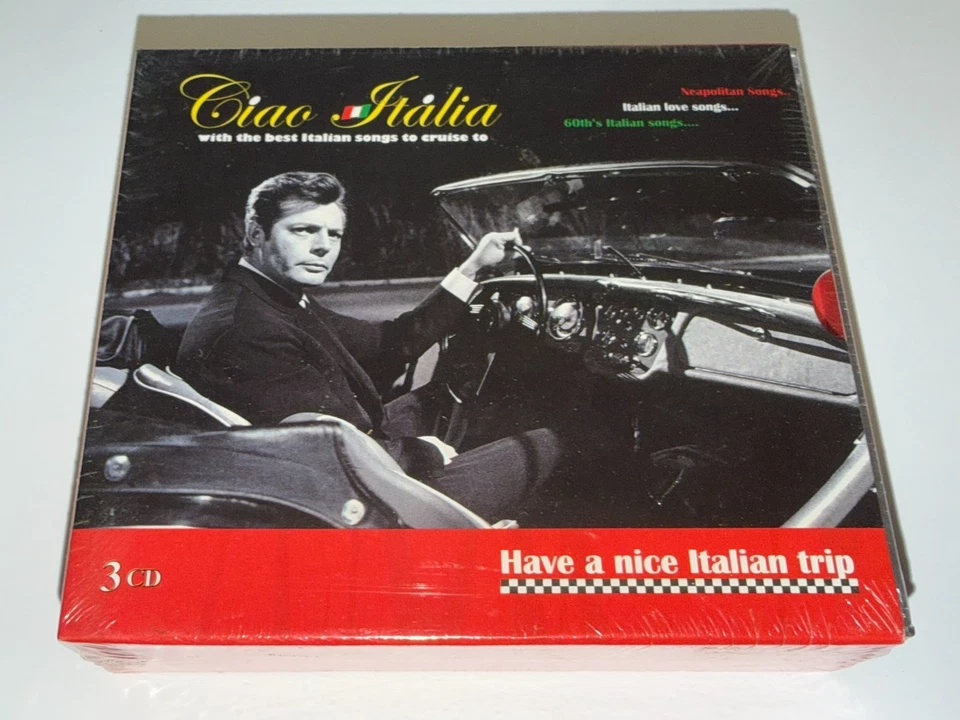 Ciao Italia
with the best Italian songs to cruise to
Neapolitan Songs..
Italian love songs...
60th's Italian songs....
3 CD
Have a nice Italian trip